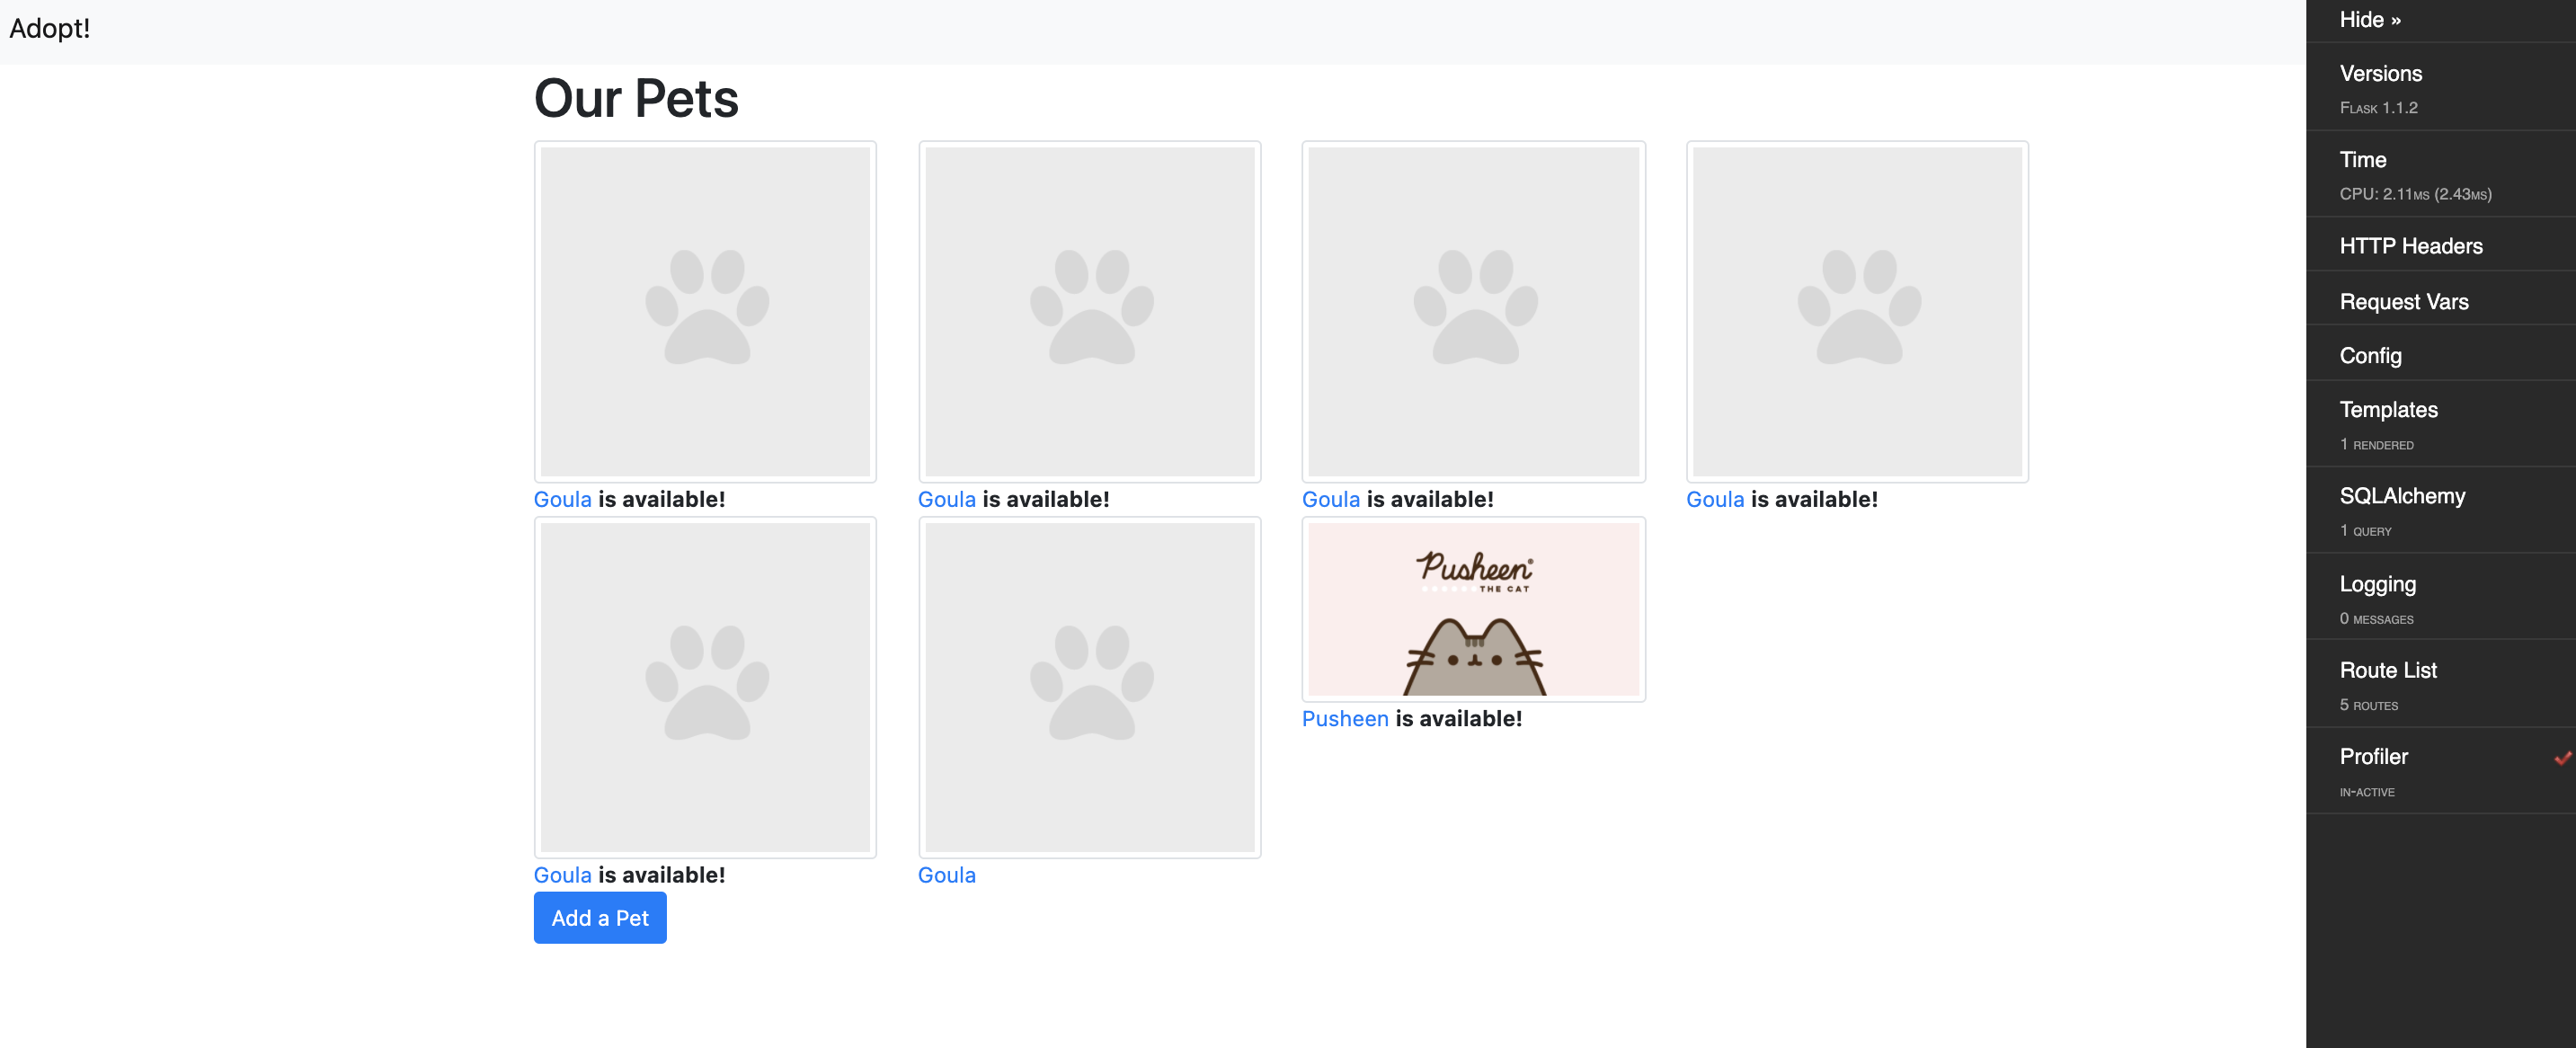 Adopt!
Our Pets
Goula is available!
Goula is available!
Goula is available!
Goula is available!
Pusheen®
THE CAT
Pusheen is available!
Goula is available!
Goula
Add a Pet
Hide »
Versions
Flask 1.1.2
Time
CPU: 2.11ms (2.43ms)
HTTP Headers
Request Vars
Config
Templates
1 rendered
SQLAlchemy
1 query
Logging
0 messages
Route List
5 routes
Profiler
in-active